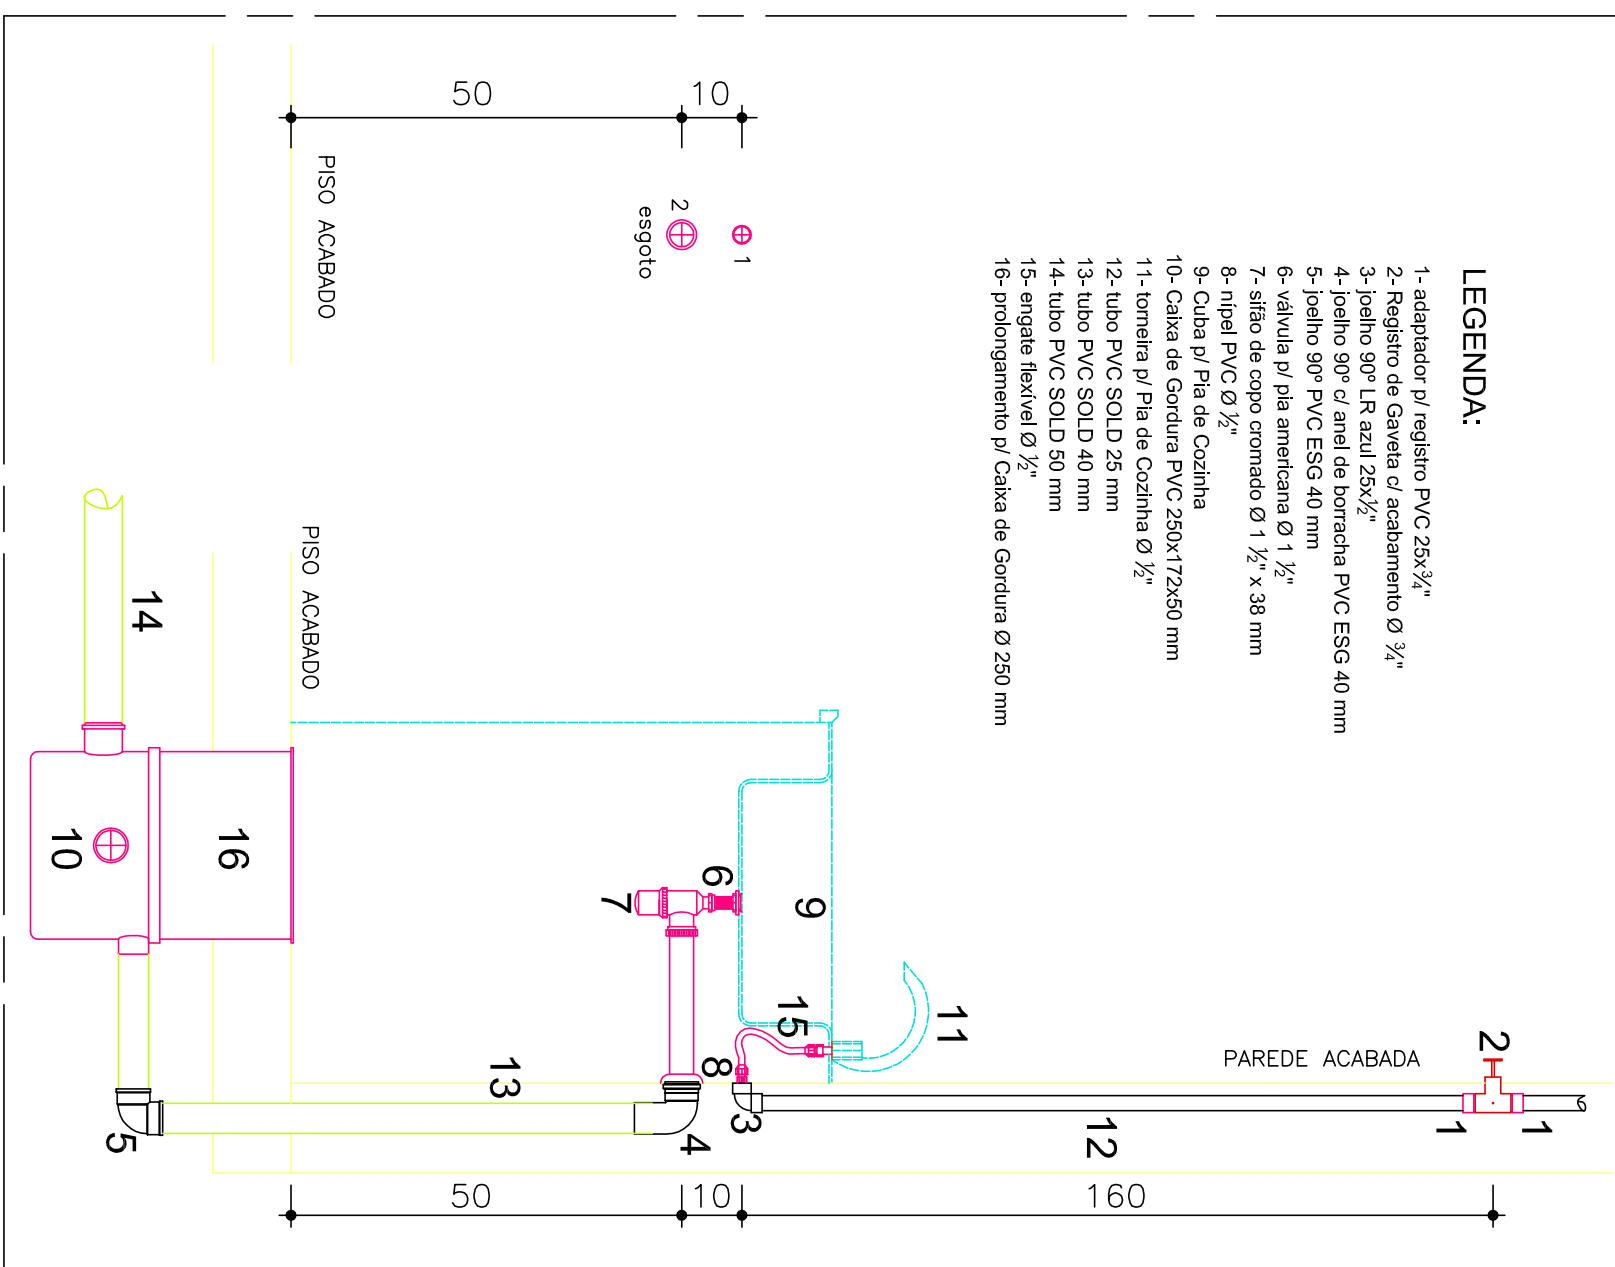 LEGENDA:
1- adaptador p/ registro PVC 25x¾"
2- Registro de Gaveta c/ acabamento Ø ¾"
3- joelho 90º LR azul 25x½"
4- joelho 90º c/ anel de borracha PVC ESG 40 mm
5- joelho 90º PVC ESG 40 mm
6- válvula p/ pia americana Ø 1 ½"
7- sifão de copo cromado Ø 1 ½" x 38 mm
8- nípel PVC Ø ½"
9- Cuba p/ Pia de Cozinha
10- Caixa de Gordura PVC 250x172x50 mm
11- torneira p/ Pia de Cozinha Ø ½"
12- tubo PVC SOLD 25 mm
13- tubo PVC SOLD 40 mm
14- tubo PVC SOLD 50 mm
15- engate flexível Ø ½"
16- prolongamento p/ Caixa de Gordura Ø 250 mm
10
50
1
2
esgoto
PISO ACABADO
PISO ACABADO
PAREDE ACABADA
1
2
1
12
160
11
9
15
3
8
6
7
4
10
13
50
16
10
14
5